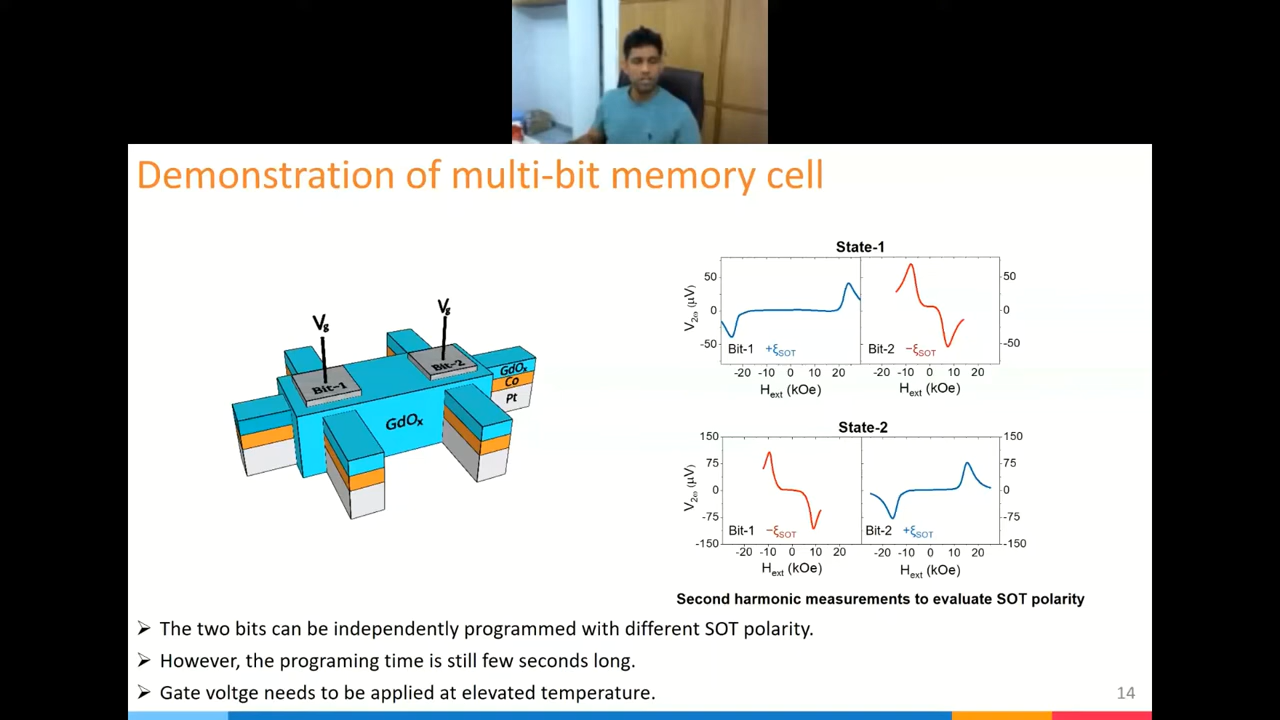 Demonstration of multi-bit memory cell
Vg
Vg
Bit-1
Bit-2
GdOx
Co
Pt
GdOx
State-1
V2ω (μV)
50
0
-50
50
0
-50
Bit-1 +ξSOT
Bit-2 −ξSOT
-20 -10 0 10 20
-20 -10 0 10 20
Hext (kOe)
Hext (kOe)
State-2
V2ω (μV)
150
75
0
-75
-150
150
75
0
-75
-150
Bit-1 −ξSOT
Bit-2 +ξSOT
-20 -10 0 10 20
-20 -10 0 10 20
Hext (kOe)
Hext (kOe)
Second harmonic measurements to evaluate SOT polarity
➢ The two bits can be independently programmed with different SOT polarity.
➢ However, the programing time is still few seconds long.
➢ Gate voltge needs to be applied at elevated temperature.
14